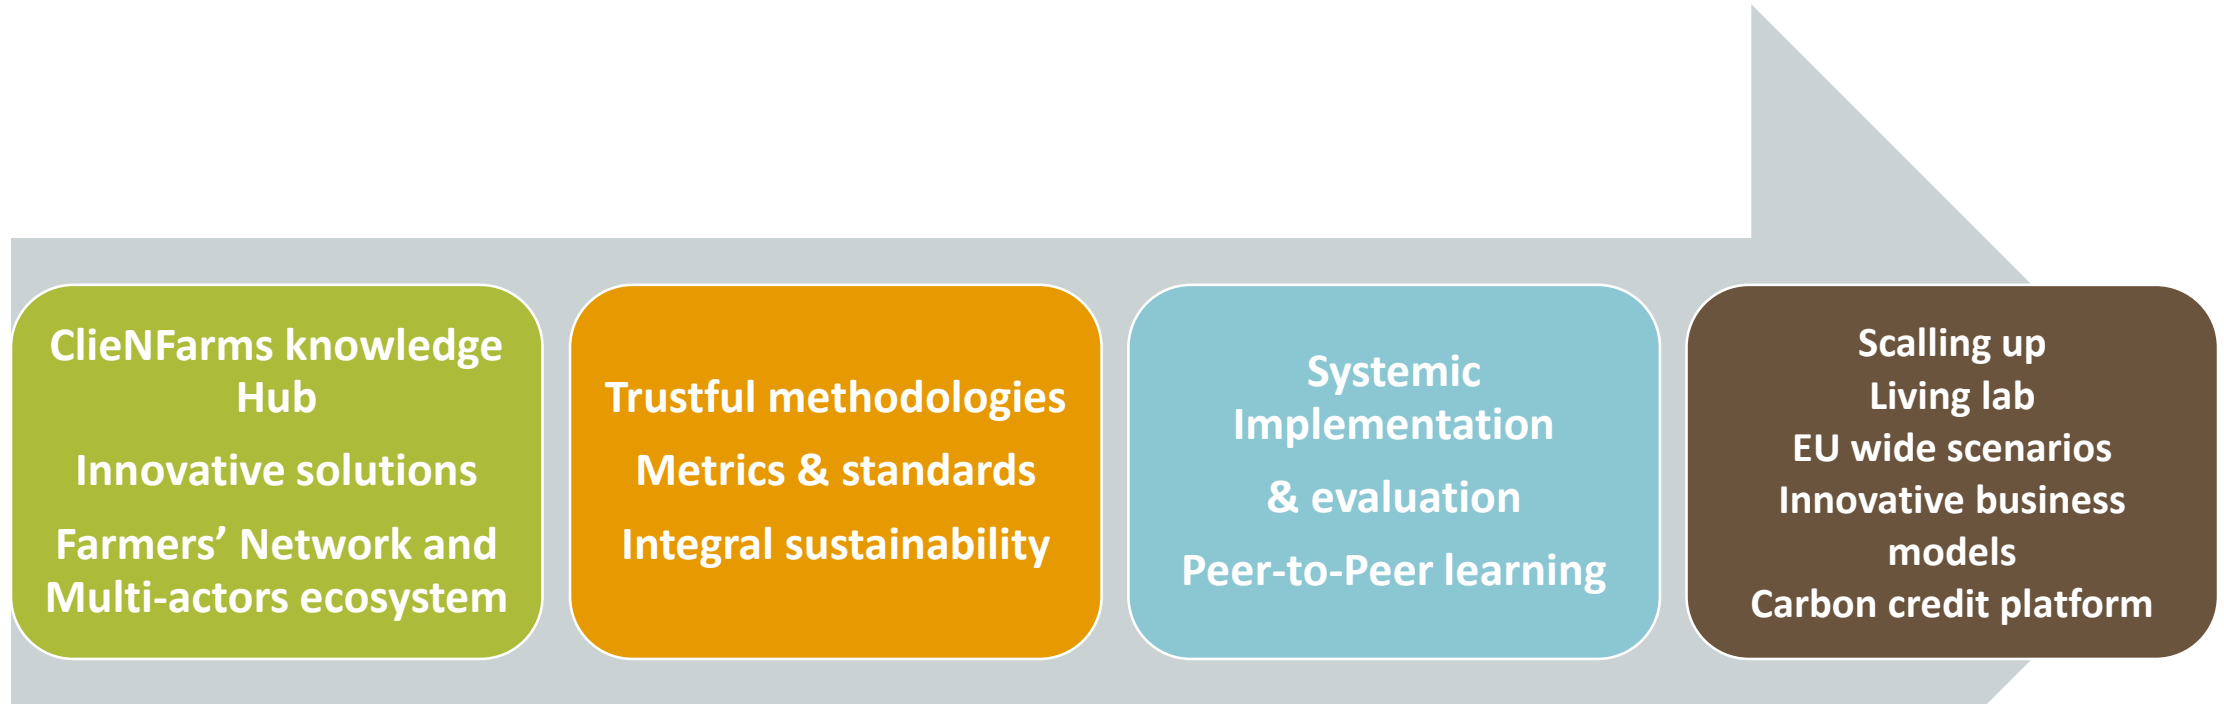 ClieNFarms knowledge
Hub
Innovative solutions
Farmers’ Network and
Multi-actors ecosystem
Trustful methodologies
Metrics & standards
Integral sustainability
Systemic
Implementation
& evaluation
Peer-to-Peer learning
Scalling up
Living lab
EU wide scenarios
Innovative business
models
Carbon credit platform